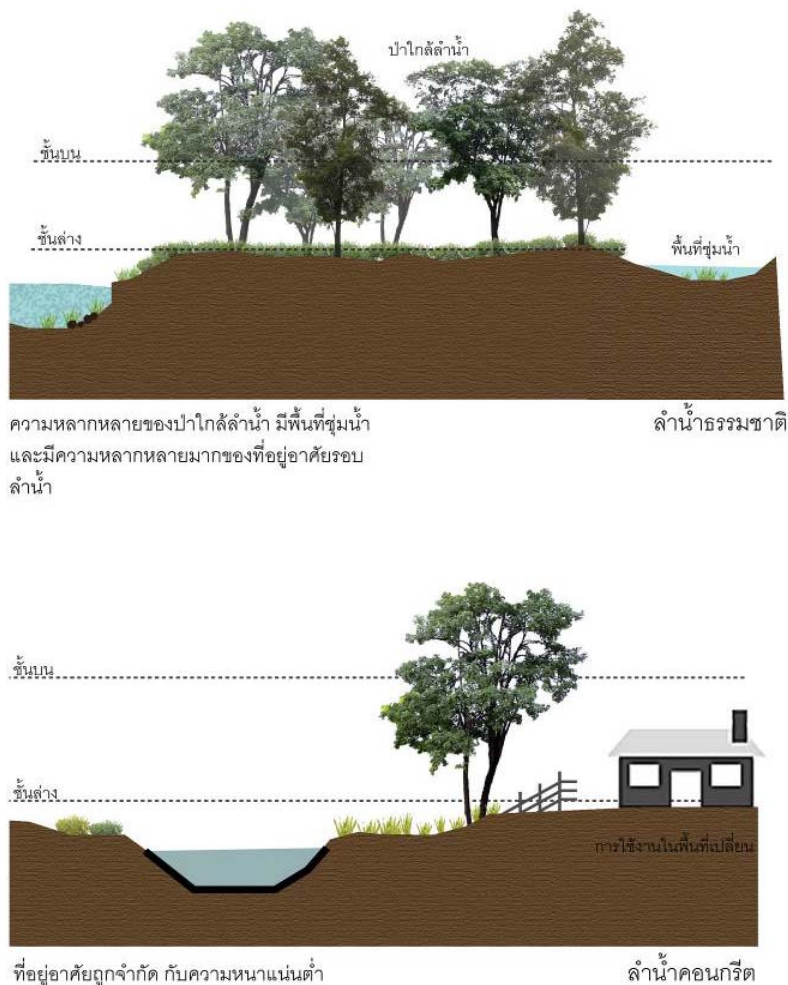 ป่าใกล้ลำน้ำ
ชั้นบน
ชั้นล่าง
พื้นที่ชุ่มน้ำ
ความหลากหลายของป่าใกล้ลำน้ำ มีพื้นที่ชุ่มน้ำ
และมีความหลากหลายมากของที่อยู่อาศัยรอบ
ลำน้ำ
ลำน้ำธรรมชาติ
ชั้นบน
ชั้นล่าง
การใช้งานในพื้นที่เปลี่ยน
ที่อยู่อาศัยถูกจำกัด กับความหนาแน่นต่ำ
ลำน้ำคอนกรีต